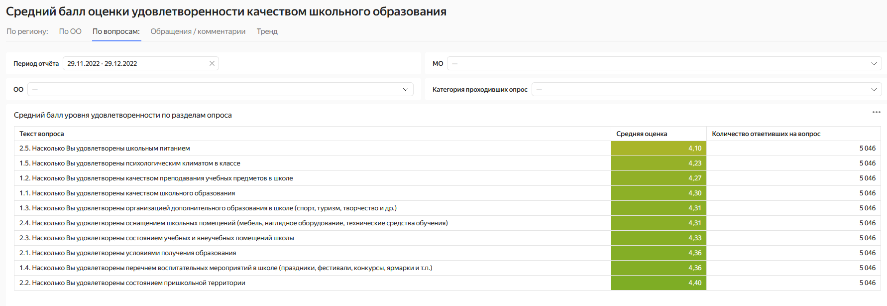 Средний балл оценки удовлетворенности качеством школьного образования
По региону: По ОО По вопросам: Обращения / комментарии Тренд
Период отчёта 29.11.2022 - 29.12.2022 МО —
ОО — Категория проходивших опрос —
Средний балл уровня удовлетворенности по разделам опроса
Текст вопроса Средняя оценка Количество ответивших на вопрос
2.5. Насколько Вы удовлетворены школьным питанием 4,10 5 046
1.5. Насколько Вы удовлетворены психологическим климатом в классе 4,23 5 046
1.2. Насколько Вы удовлетворены качеством преподавания учебных предметов в школе 4,27 5 046
1.1. Насколько Вы удовлетворены качеством школьного образования 4,30 5 046
1.3. Насколько Вы удовлетворены организацией дополнительного образования в школе (спорт, туризм, творчество и др.) 4,31 5 046
2.4. Насколько Вы удовлетворены оснащением школьных помещений (мебель, наглядное оборудование, технические средства обучения) 4,31 5 046
2.3. Насколько Вы удовлетворены состоянием учебных и внеучебных помещений школы 4,33 5 046
2.1. Насколько Вы удовлетворены условиями получения образования 4,36 5 046
1.4. Насколько Вы удовлетворены перечнем воспитательных мероприятий в школе (праздники, фестивали, конкурсы, ярмарки и т.п.) 4,36 5 046
2.2. Насколько Вы удовлетворены состоянием пришкольной территории 4,40 5 046